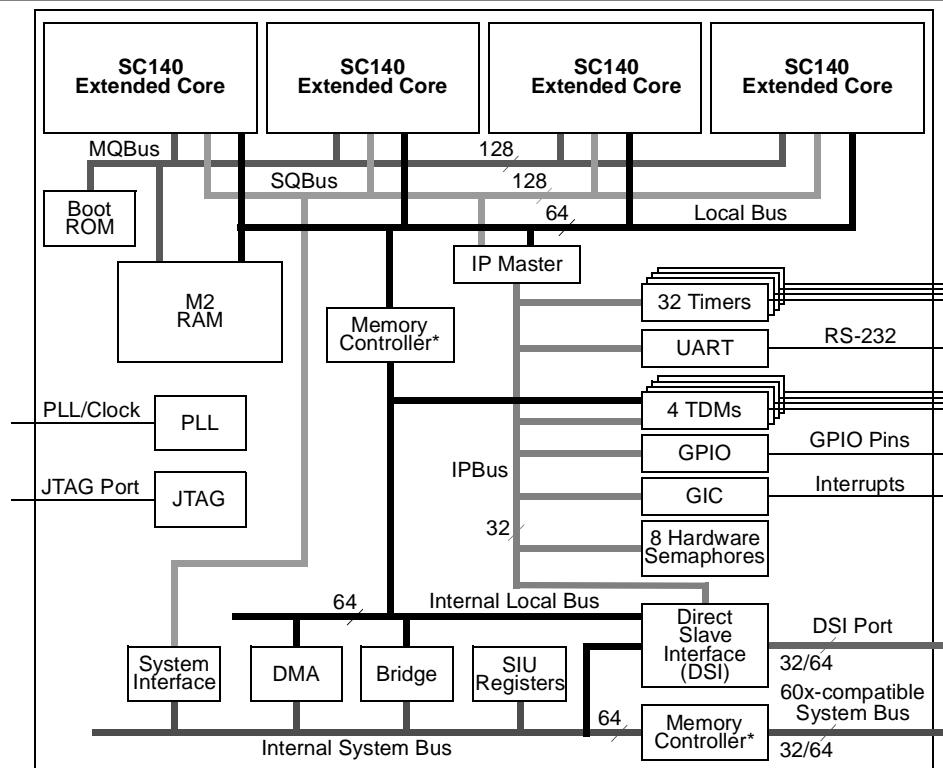 SC140
Extended Core
SC140
Extended Core
SC140
Extended Core
SC140
Extended Core
MQBus
128
SQBus
128
64
Local Bus
Boot
ROM
IP Master
M2
RAM
32 Timers
Memory
Controller*
UART
RS-232
PLL/Clock
PLL
4 TDMs
GPIO
GPIO Pins
IPBus
JTAG Port
JTAG
GIC
Interrupts
32
8 Hardware
Semaphores
64
Internal Local Bus
Direct
Slave
Interface
(DSI)
DSI Port
32/64
System
Interface
DMA
Bridge
SIU
Registers
60x-compatible
System Bus
64
Memory
Controller*
32/64
Internal System Bus